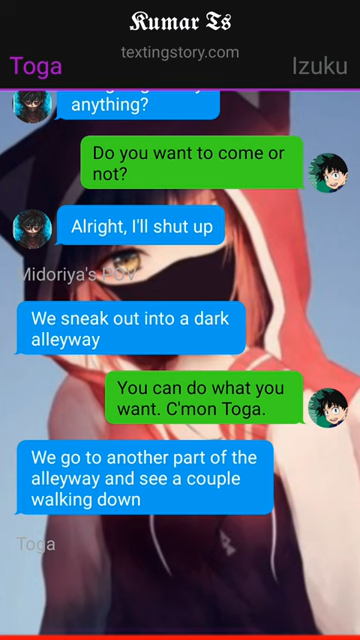 Kumar Ts
textingstory.com
Toga
Izuku
anything?
Do you want to come or
not?
Alright, I'll shut up
Midoriya's POV
We sneak out into a dark
alleyway
You can do what you
want. C'mon Toga.
We go to another part of the
alleyway and see a couple
walking down
Toga